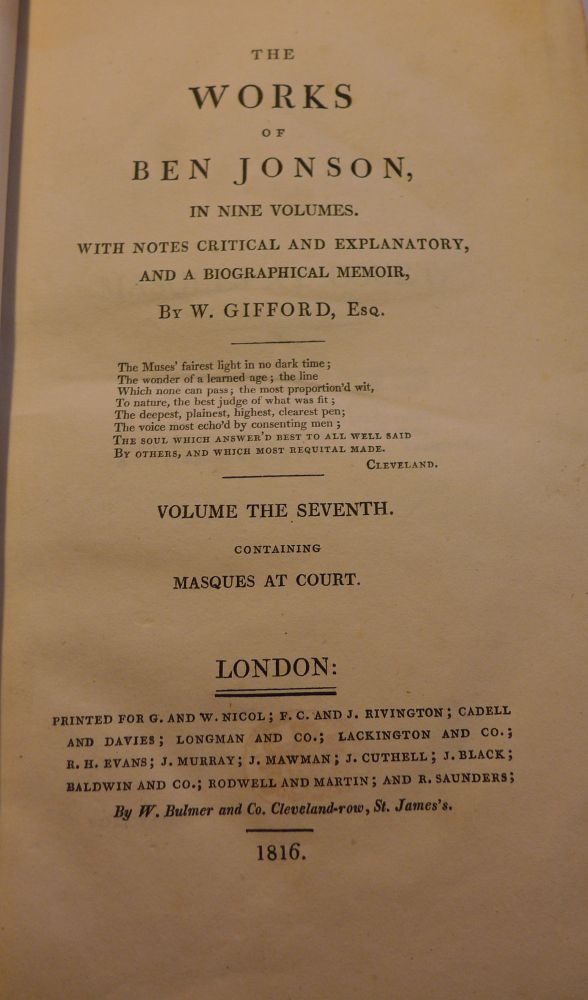 THE
WORKS
OF
BEN JONSON,
IN NINE VOLUMES.
WITH NOTES CRITICAL AND EXPLANATORY,
AND A BIOGRAPHICAL MEMOIR,
BY W. GIFFORD, ESQ.
The Muses' fairest light in no dark time;
The wonder of a learned age; the line
Which none can pass; the most proportion'd wit,
To nature, the best judge of what was fit;
The deepest, plainest, highest, clearest pen;
The voice most echo'd by consenting men;
THE SOUL WHICH ANSWER'D BEST TO ALL WELL SAID
BY OTHERS, AND WHICH MOST REQUITAL MADE.
CLEVELAND.
VOLUME THE SEVENTH.
CONTAINING
MASQUES AT COURT.
LONDON:
PRINTED FOR G. AND W. NICOL; F. C. AND J. RIVINGTON; CADELL
AND DAVIES; LONGMAN AND CO.; LACKINGTON AND CO.;
R. H. EVANS; J. MURRAY; J. MAWMAN; J. CUTHELL; J. BLACK;
BALDWIN AND CO.; RODWELL AND MARTIN; AND R. SAUNDERS;
By W. Bulmer and Co. Cleveland-row, St. James's.
1816.